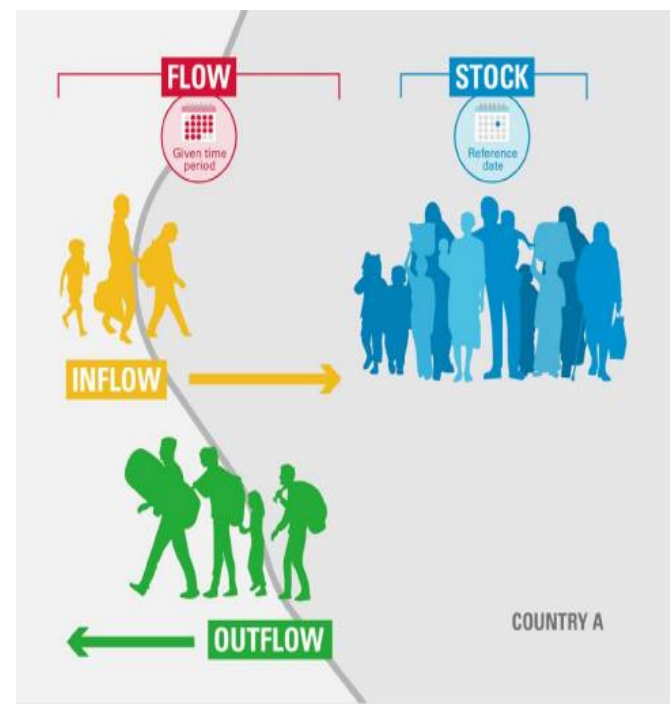 FLOW
STOCK
Given time
period
Reference
date
INFLOW
OUTFLOW
COUNTRY A